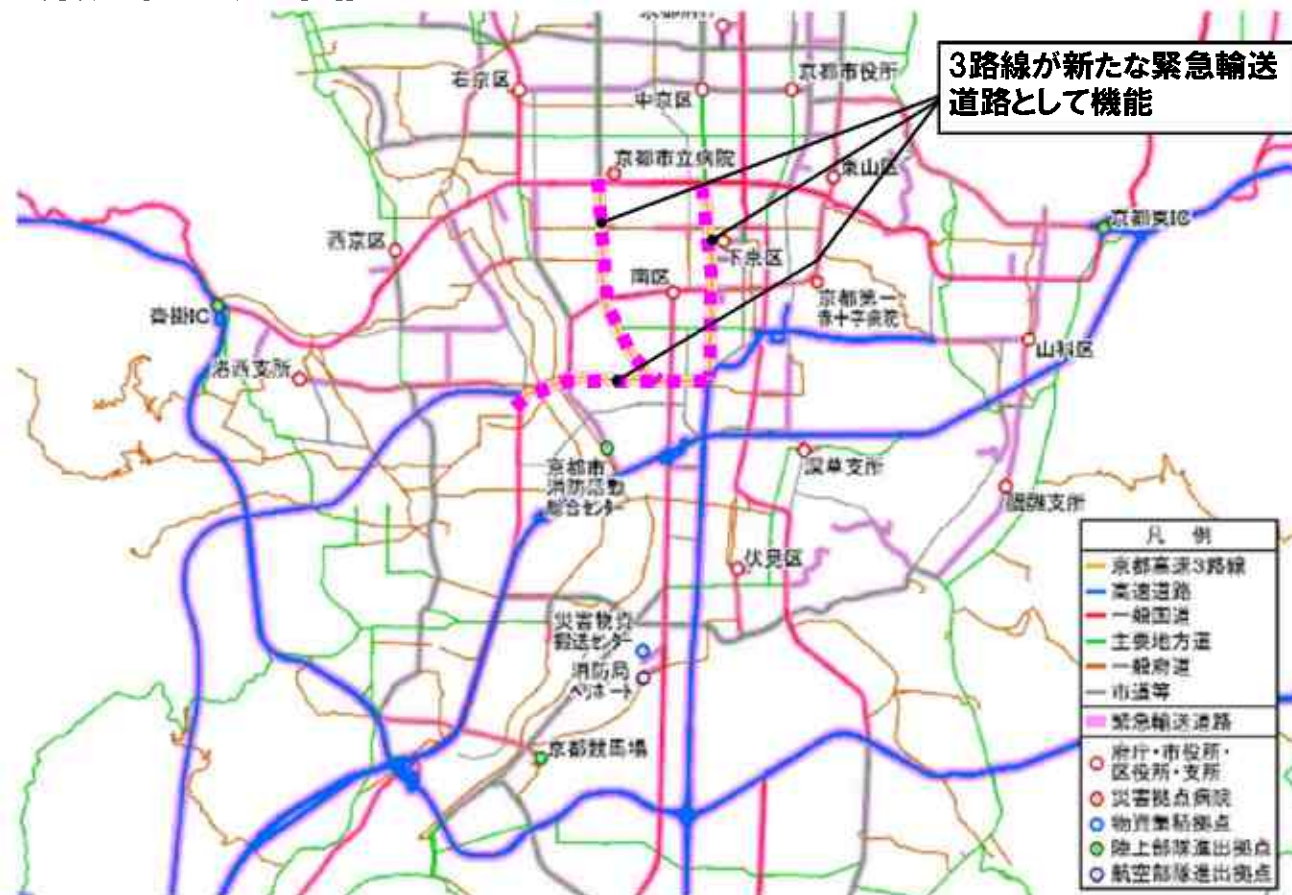 3路線が新たな緊急輸送
道路として機能
右京区
中京区
京都市役所
京都市立病院
東山区
京都東IC
西京区
下京区
南区
京都第一
赤十字病院
沓掛IC
山科区
洛西支所
京都市
消防活動
総合センター
深草支所
醍醐支所
伏見区
災害物資
搬送センター
消防局
ヘリポート
京都競馬場
凡 例
京都高速3路線
高速道路
一般国道
主要地方道
一般府道
市道等
緊急輸送道路
府庁・市役所・
区役所・支所
災害拠点病院
物資集積拠点
陸上部隊進出拠点
航空部隊進出拠点